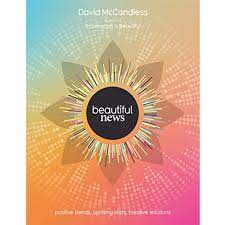 David McCandless
Information is Beautiful
beautiful
news
positive trends, uplifting stats, creative solutions